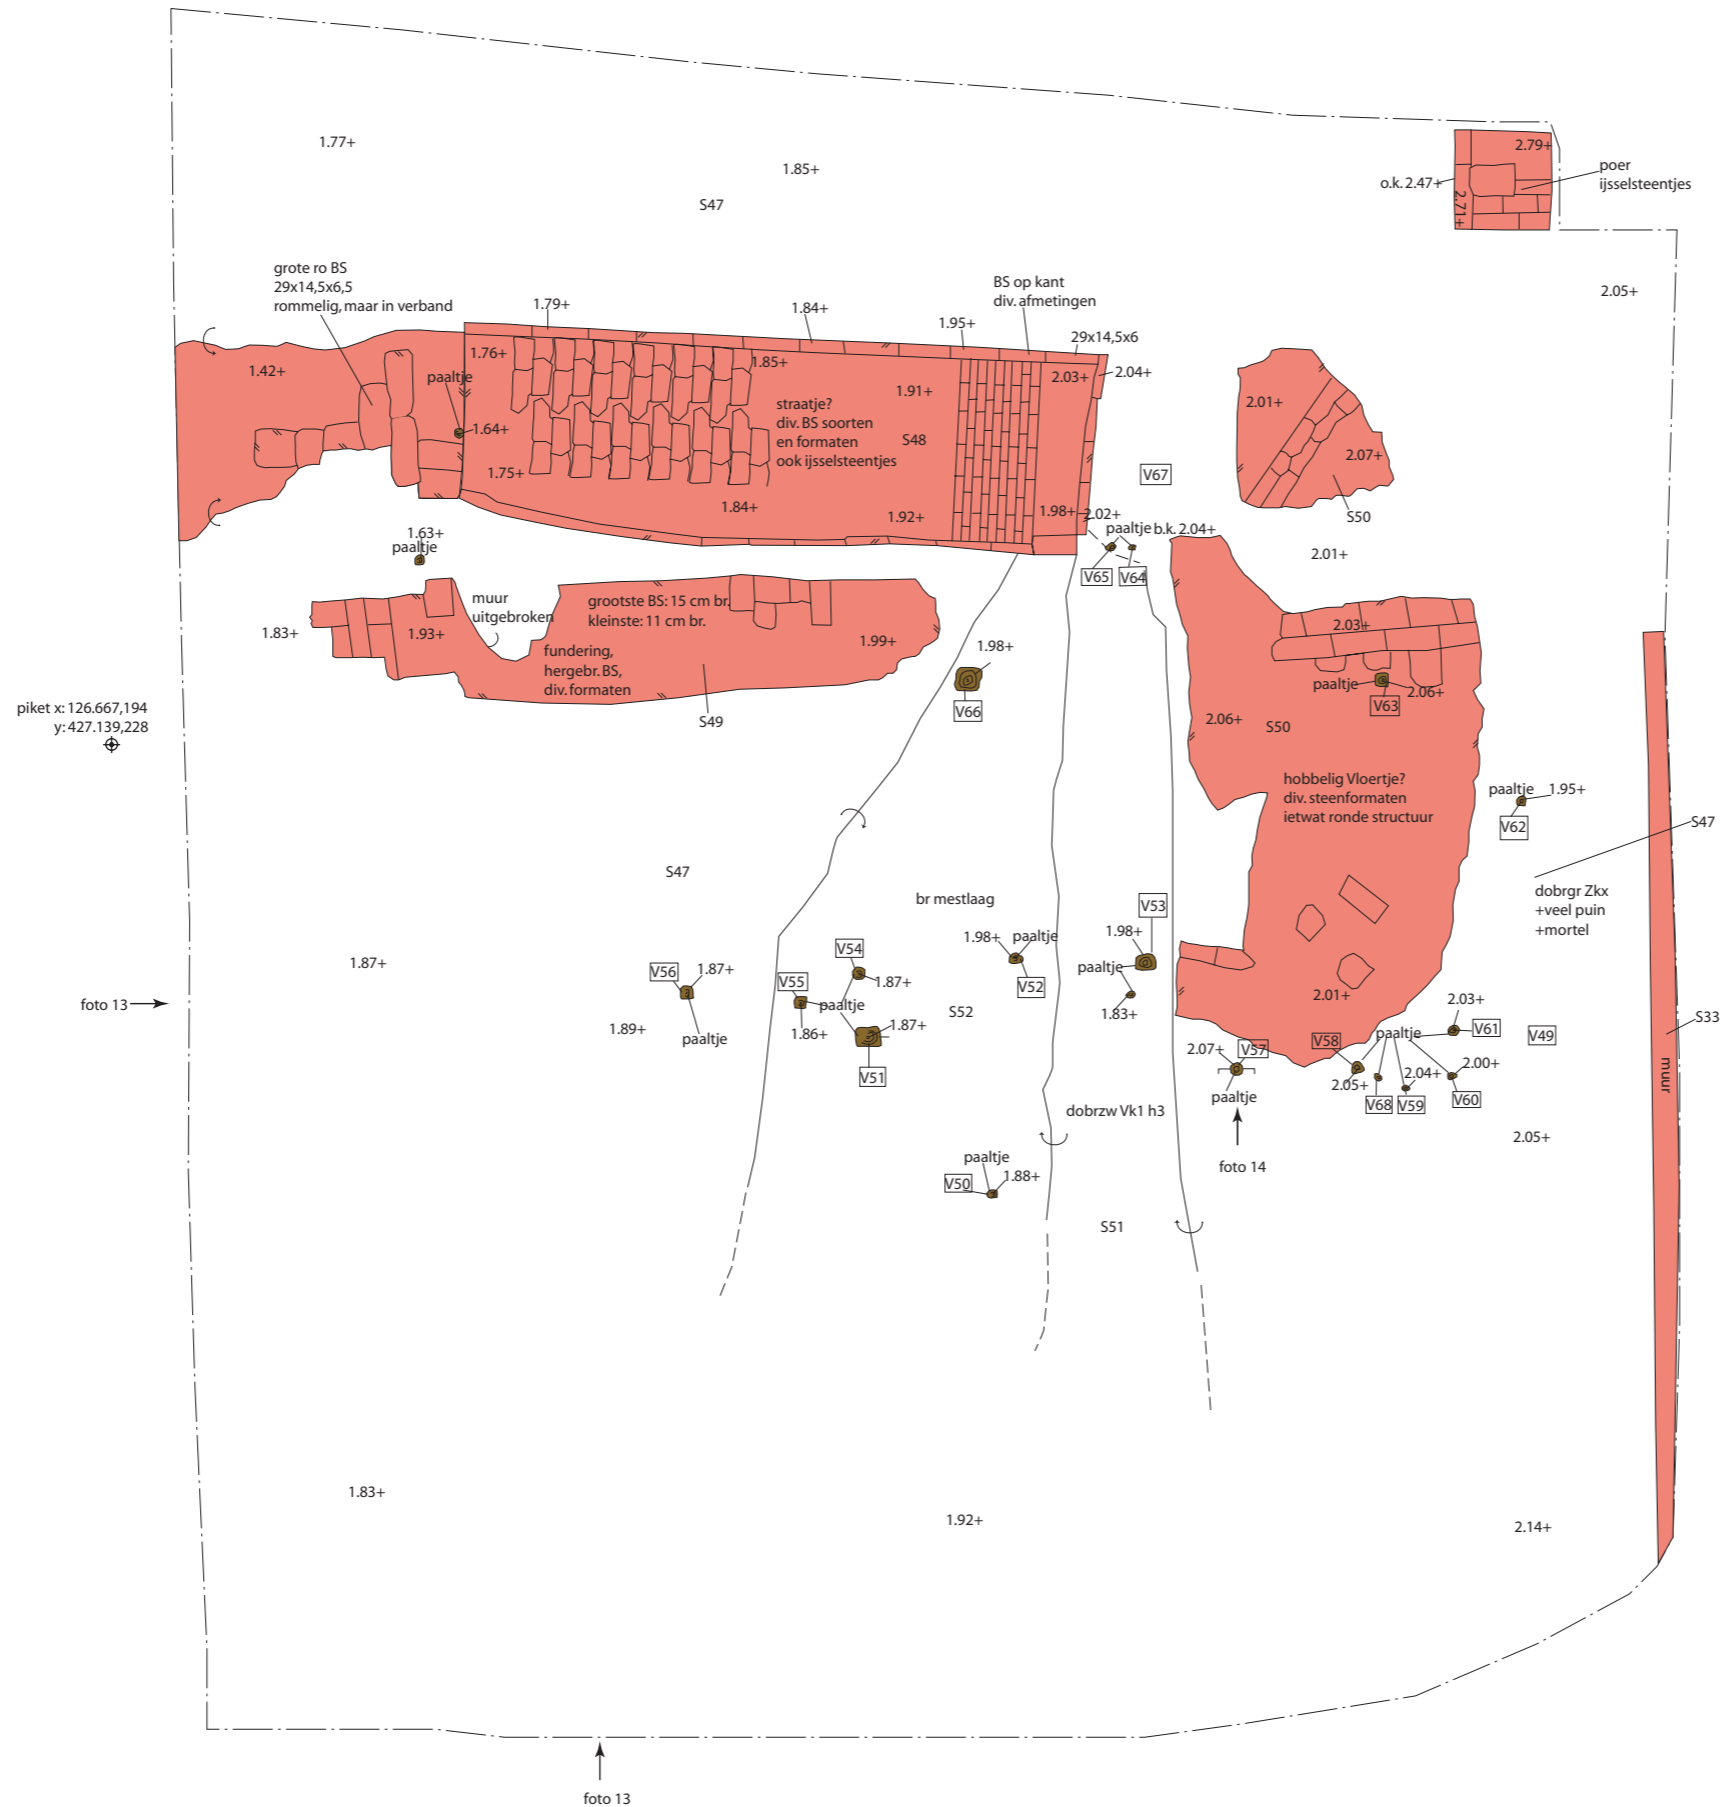 1.77+
1.85+
S47
2.79+
o.k. 2.47+
2.71+
poer
ijsselsteentjes
grote ro BS
29x14,5x6,5
rommelig, maar in verband
BS op kant
div. afmetingen
2.05+
1.79+
1.84+
1.95+
29x14,5x6
1.42+
1.76+
paaltje
1.85+
1.91+
2.03+
2.04+
1.64+
straatje?
div. BS soorten
en formaten
ook ijsselsteentjes
S48
1.75+
1.84+
1.92+
1.98+
2.02+
V67
2.01+
2.07+
S50
1.63+
paaltje
paaltje b.k. 2.04+
V65
V64
2.01+
1.83+
1.93+
muur
uitgebroken
grootste BS: 15 cm br.
kleinste: 11 cm br.
1.99+
fundering,
hergebr. BS,
div. formaten
S49
1.98+
V66
2.03+
paaltje
2.06+
V63
2.06+
S50
piket x: 126.667,194
y: 427.139,228
hobbelig Vloertje?
div. steenformaten
ietwat ronde structuur
paaltje
1.95+
V62
S47
dobrgr Zkx
+veel puin
+mortel
S47
br mestlaag
1.87+
V56
1.87+
paaltje
1.89+
V54
V55
1.87+
paaltje
1.86+
1.87+
V51
1.98+
paaltje
V52
S52
V53
1.98+
paaltje
1.83+
2.01+
2.03+
V61
V49
foto 13
S33
muur
2.07+
V57
paaltje
V58
paaltje
2.05+
V68
2.04+
V59
2.00+
V60
foto 14
dobrzw Vk1 h3
2.05+
paaltje
V50
1.88+
S51
1.83+
1.92+
2.14+
foto 13